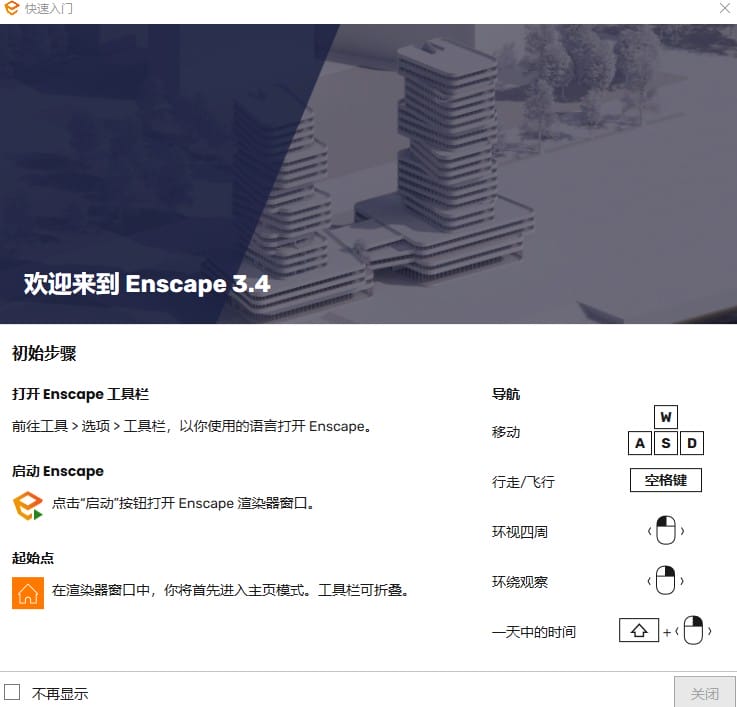 快速入门
欢迎来到 Enscape 3.4
初始步骤
打开 Enscape 工具栏
前往工具 > 选项 > 工具栏，以你使用的语言打开 Enscape。
启动 Enscape
点击“启动”按钮打开 Enscape 渲染器窗口。
起始点
在渲染器窗口中，你将首先进入主页模式。工具栏可折叠。
导航
移动
W
A S D
行走/飞行
空格键
环视四周
环绕观察
一天中的时间
+
不再显示
关闭